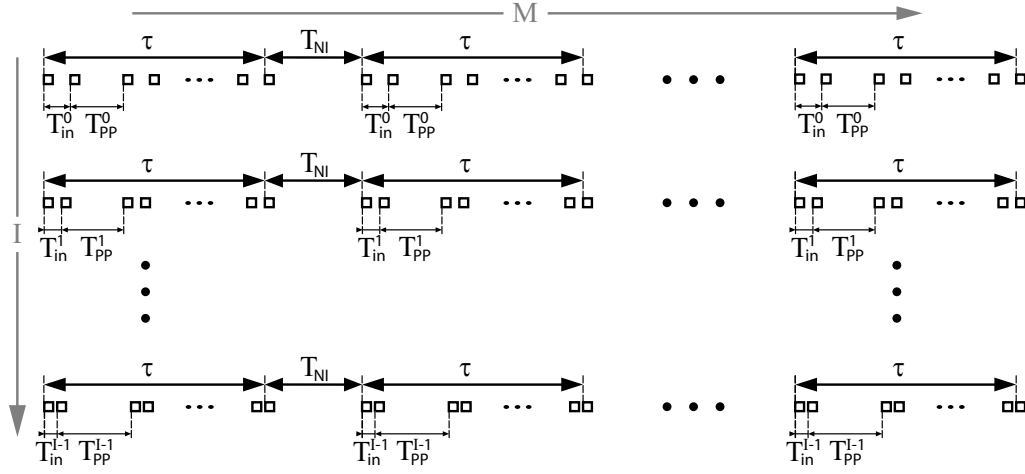 M
τ T_NI τ τ
T_in^0 T_PP^0 T_in^0 T_PP^0 T_in^0 T_PP^0
I
τ T_NI τ τ
T_in^1 T_PP^1 T_in^1 T_PP^1 T_in^1 T_PP^1
τ T_NI τ τ
T_in^I-1 T_PP^I-1 T_in^I-1 T_PP^I-1 T_in^I-1 T_PP^I-1